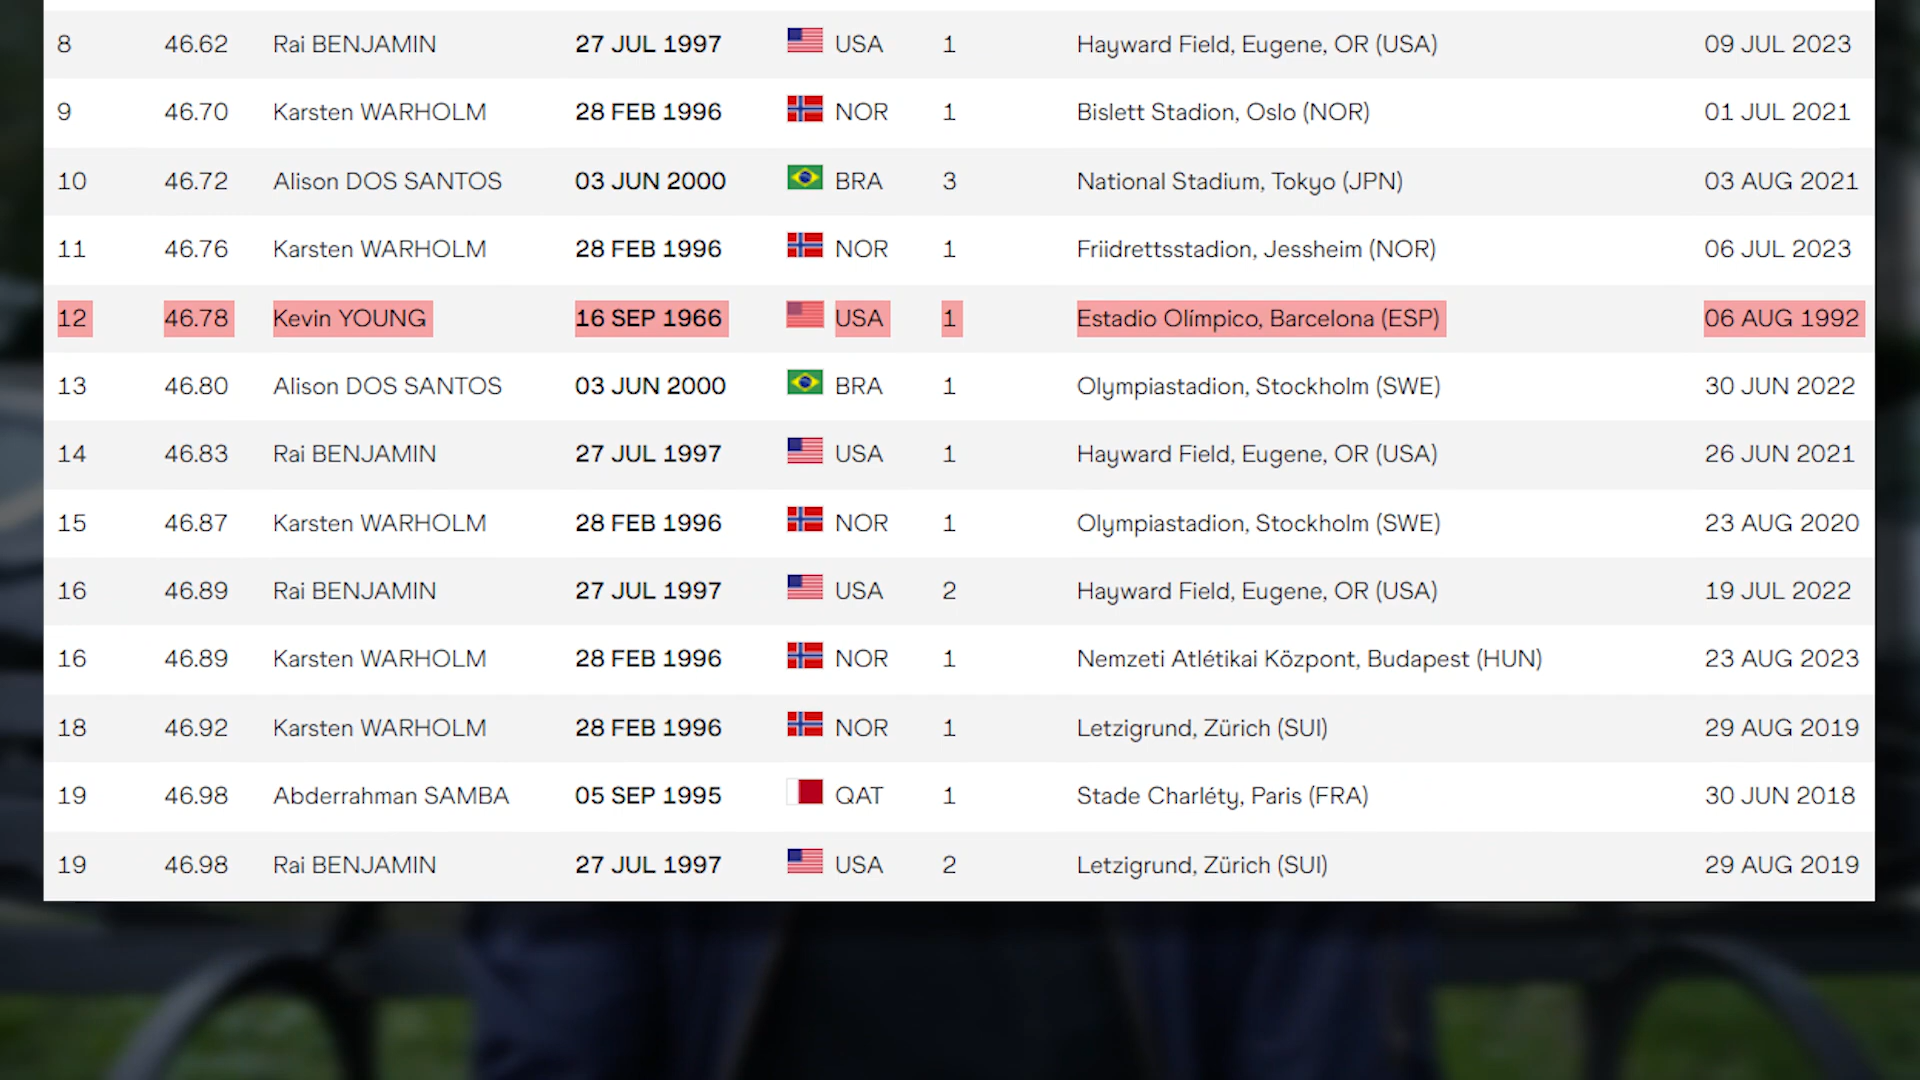 8 46.62 Rai BENJAMIN 27 JUL 1997 USA 1 Hayward Field, Eugene, OR (USA) 09 JUL 2023
9 46.70 Karsten WARHOLM 28 FEB 1996 NOR 1 Bislett Stadion, Oslo (NOR) 01 JUL 2021
10 46.72 Alison DOS SANTOS 03 JUN 2000 BRA 3 National Stadium, Tokyo (JPN) 03 AUG 2021
11 46.76 Karsten WARHOLM 28 FEB 1996 NOR 1 Friidrettsstadion, Jessheim (NOR) 06 JUL 2023
12 46.78 Kevin YOUNG 16 SEP 1966 USA 1 Estadio Olímpico, Barcelona (ESP) 06 AUG 1992
13 46.80 Alison DOS SANTOS 03 JUN 2000 BRA 1 Olympiastadion, Stockholm (SWE) 30 JUN 2022
14 46.83 Rai BENJAMIN 27 JUL 1997 USA 1 Hayward Field, Eugene, OR (USA) 26 JUN 2021
15 46.87 Karsten WARHOLM 28 FEB 1996 NOR 1 Olympiastadion, Stockholm (SWE) 23 AUG 2020
16 46.89 Rai BENJAMIN 27 JUL 1997 USA 2 Hayward Field, Eugene, OR (USA) 19 JUL 2022
16 46.89 Karsten WARHOLM 28 FEB 1996 NOR 1 Nemzeti Atlétikai Központ, Budapest (HUN) 23 AUG 2023
18 46.92 Karsten WARHOLM 28 FEB 1996 NOR 1 Letzigrund, Zürich (SUI) 29 AUG 2019
19 46.98 Abderrahman SAMBA 05 SEP 1995 QAT 1 Stade Charléty, Paris (FRA) 30 JUN 2018
19 46.98 Rai BENJAMIN 27 JUL 1997 USA 2 Letzigrund, Zürich (SUI) 29 AUG 2019